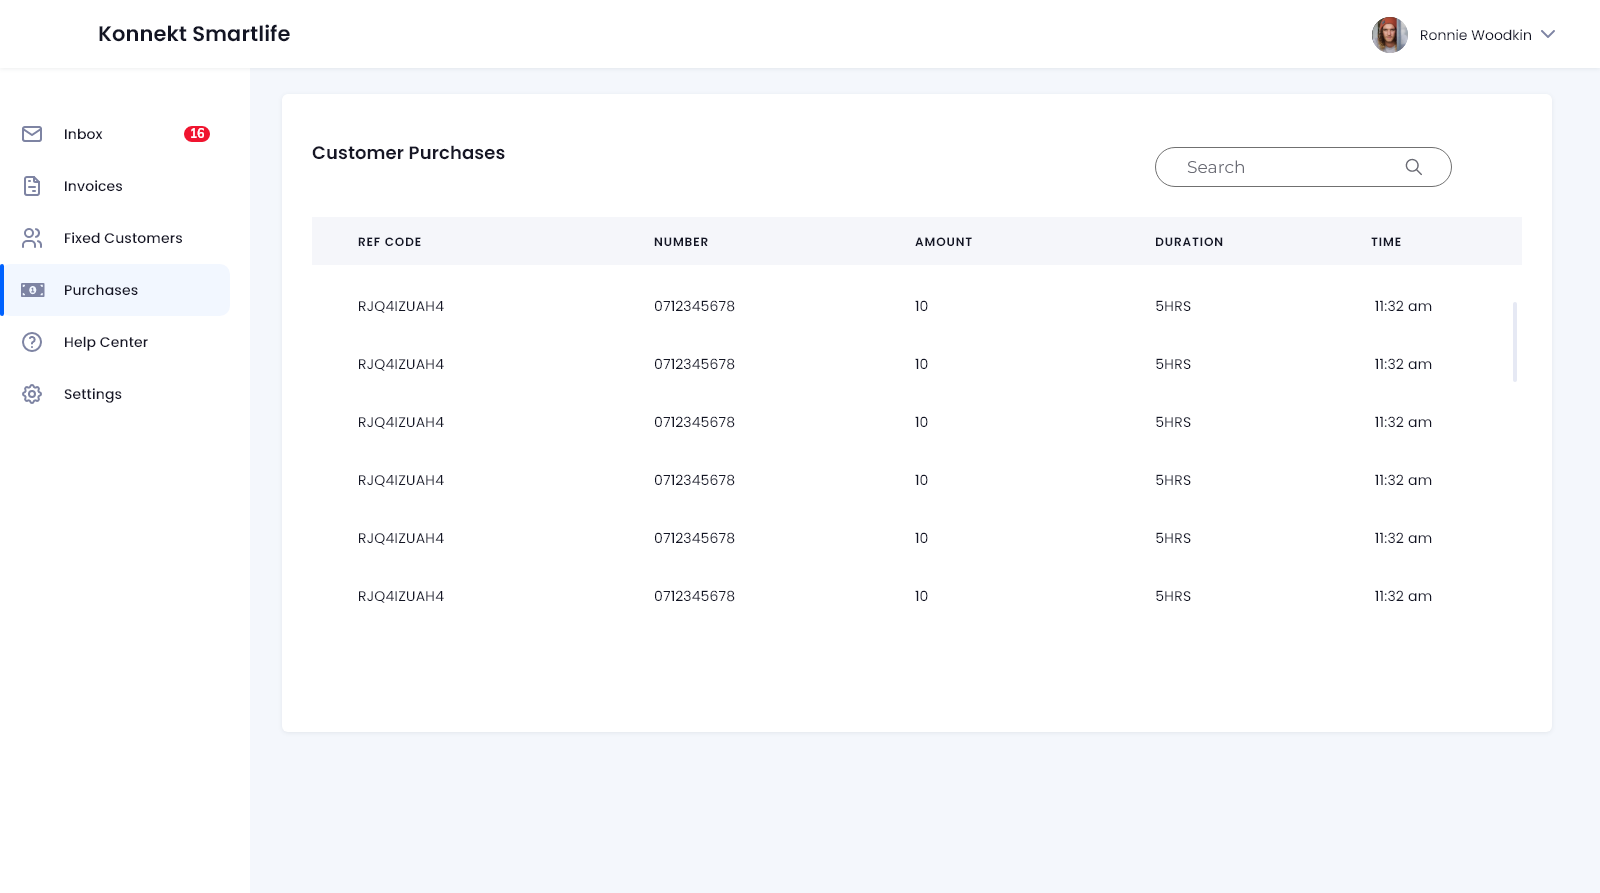 Konnekt Smartlife
Ronnie Woodkin
Inbox 16
Invoices
Fixed Customers
Purchases
Help Center
Settings
Customer Purchases
Search
REF CODE NUMBER AMOUNT DURATION TIME
RJQ4IZUAH4 0712345678 10 5HRS 11:32 am
RJQ4IZUAH4 0712345678 10 5HRS 11:32 am
RJQ4IZUAH4 0712345678 10 5HRS 11:32 am
RJQ4IZUAH4 0712345678 10 5HRS 11:32 am
RJQ4IZUAH4 0712345678 10 5HRS 11:32 am
RJQ4IZUAH4 0712345678 10 5HRS 11:32 am